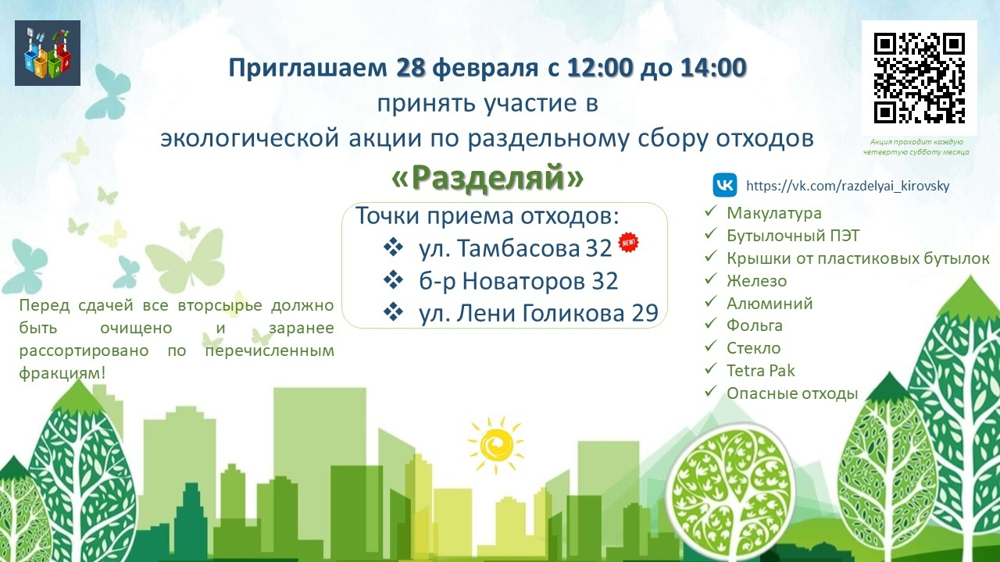 Приглашаем 28 февраля с 12:00 до 14:00
принять участие в
экологической акции по раздельному сбору отходов
«Разделяй»
Акция проходит каждую
четвертую субботу месяца
https://vk.com/razdelyai_kirovsky
Точки приема отходов:
ул. Тамбасова 32 NEW!
б-р Новаторов 32
ул. Лени Голикова 29
Макулатура
Бутылочный ПЭТ
Крышки от пластиковых бутылок
Железо
Алюминий
Фольга
Стекло
Tetra Pak
Опасные отходы
Перед сдачей все вторсырье должно
быть очищено и заранее
рассортировано по перечисленным
фракциям!